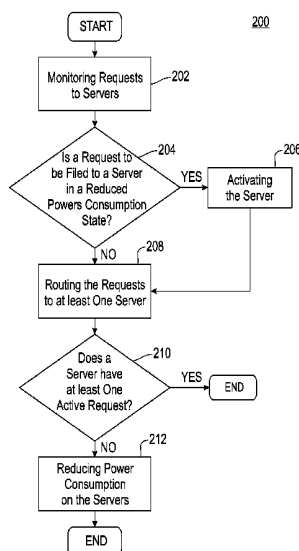 START
200
Monitoring Requests
to Servers
202
Is a Request to
be Filed to a Server
in a Reduced
Powers Consumption
State?
204
YES
206
Activating
the Server
NO
208
Routing the Requests
to at least One Server
Does a
Server have
at least One
Active Request?
210
YES
END
NO
212
Reducing Power
Consumption
on the Servers
END